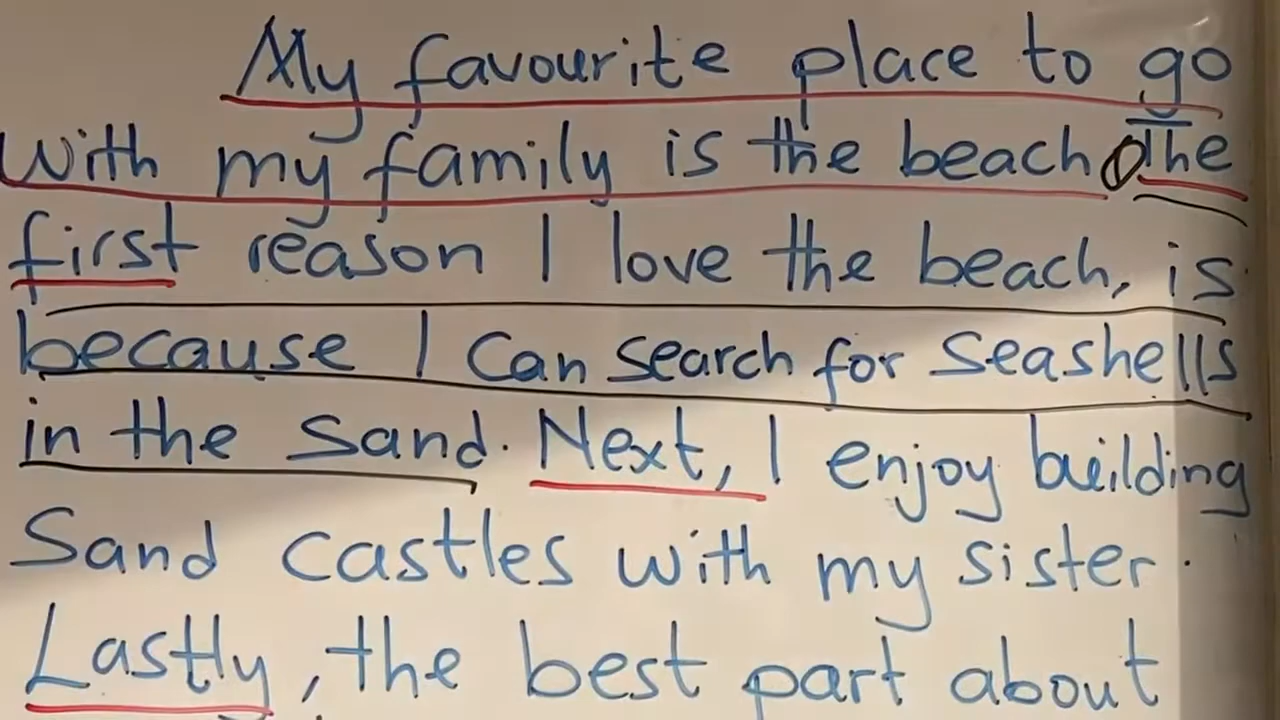 My favourite place to go
with my family is the beach. The
first reason I love the beach, is
because I can search for seashells
in the sand. Next, I enjoy building
Sand castles with my sister.
Lastly, the best part about